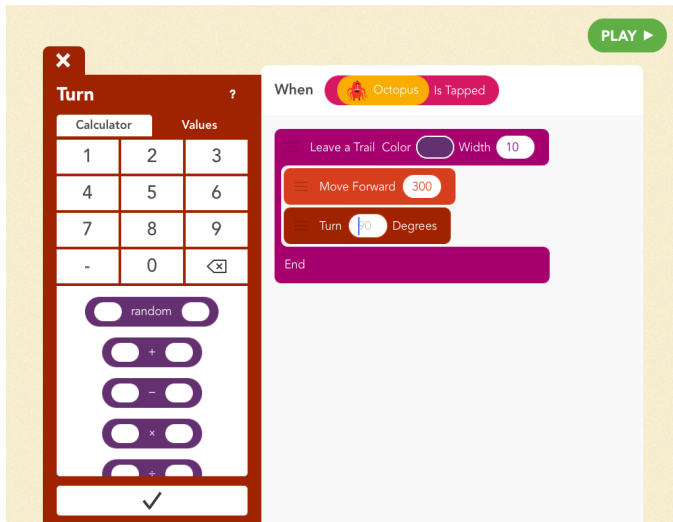 PLAY
Turn ?
Calculator Values
1 2 3
4 5 6
7 8 9
- 0
random
+
−
×
÷
When Octopus Is Tapped
Leave a Trail Color Width 10
Move Forward 300
Turn 90 Degrees
End